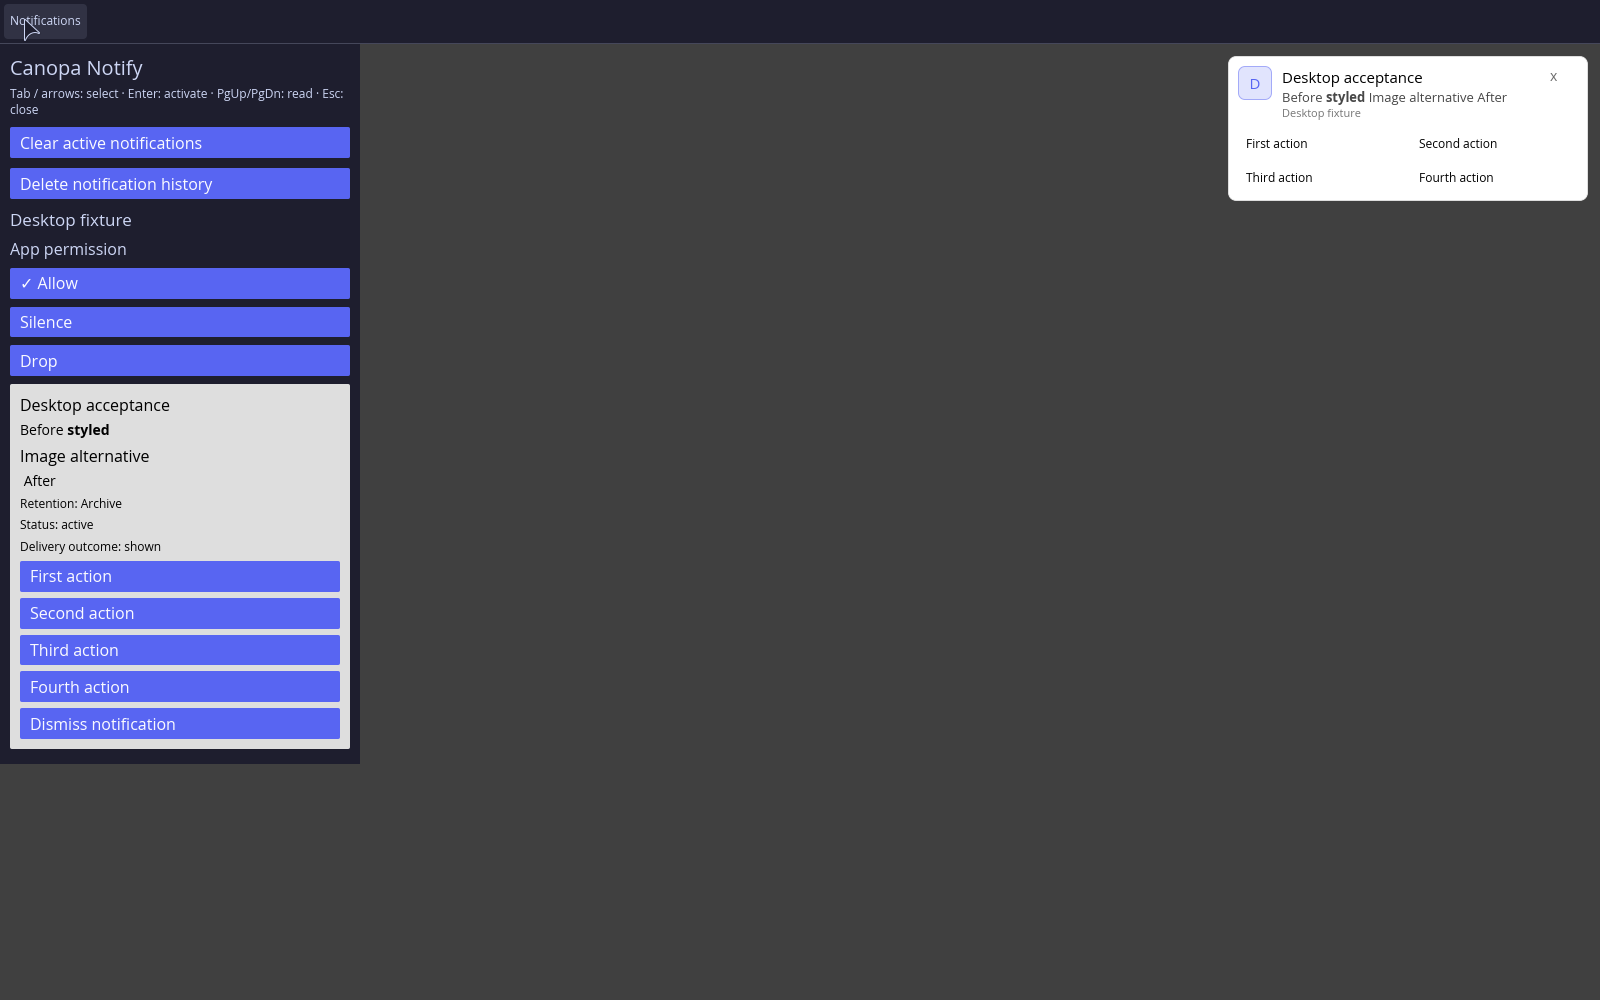 Notifications
Canopa Notify
Tab / arrows: select · Enter: activate · PgUp/PgDn: read · Esc:
close
Clear active notifications
Delete notification history
Desktop fixture
App permission
✓ Allow
Silence
Drop
Desktop acceptance
Before styled
Image alternative
After
Retention: Archive
Status: active
Delivery outcome: shown
First action
Second action
Third action
Fourth action
Dismiss notification
D
Desktop acceptance
X
Before styled Image alternative After
Desktop fixture
First action
Second action
Third action
Fourth action